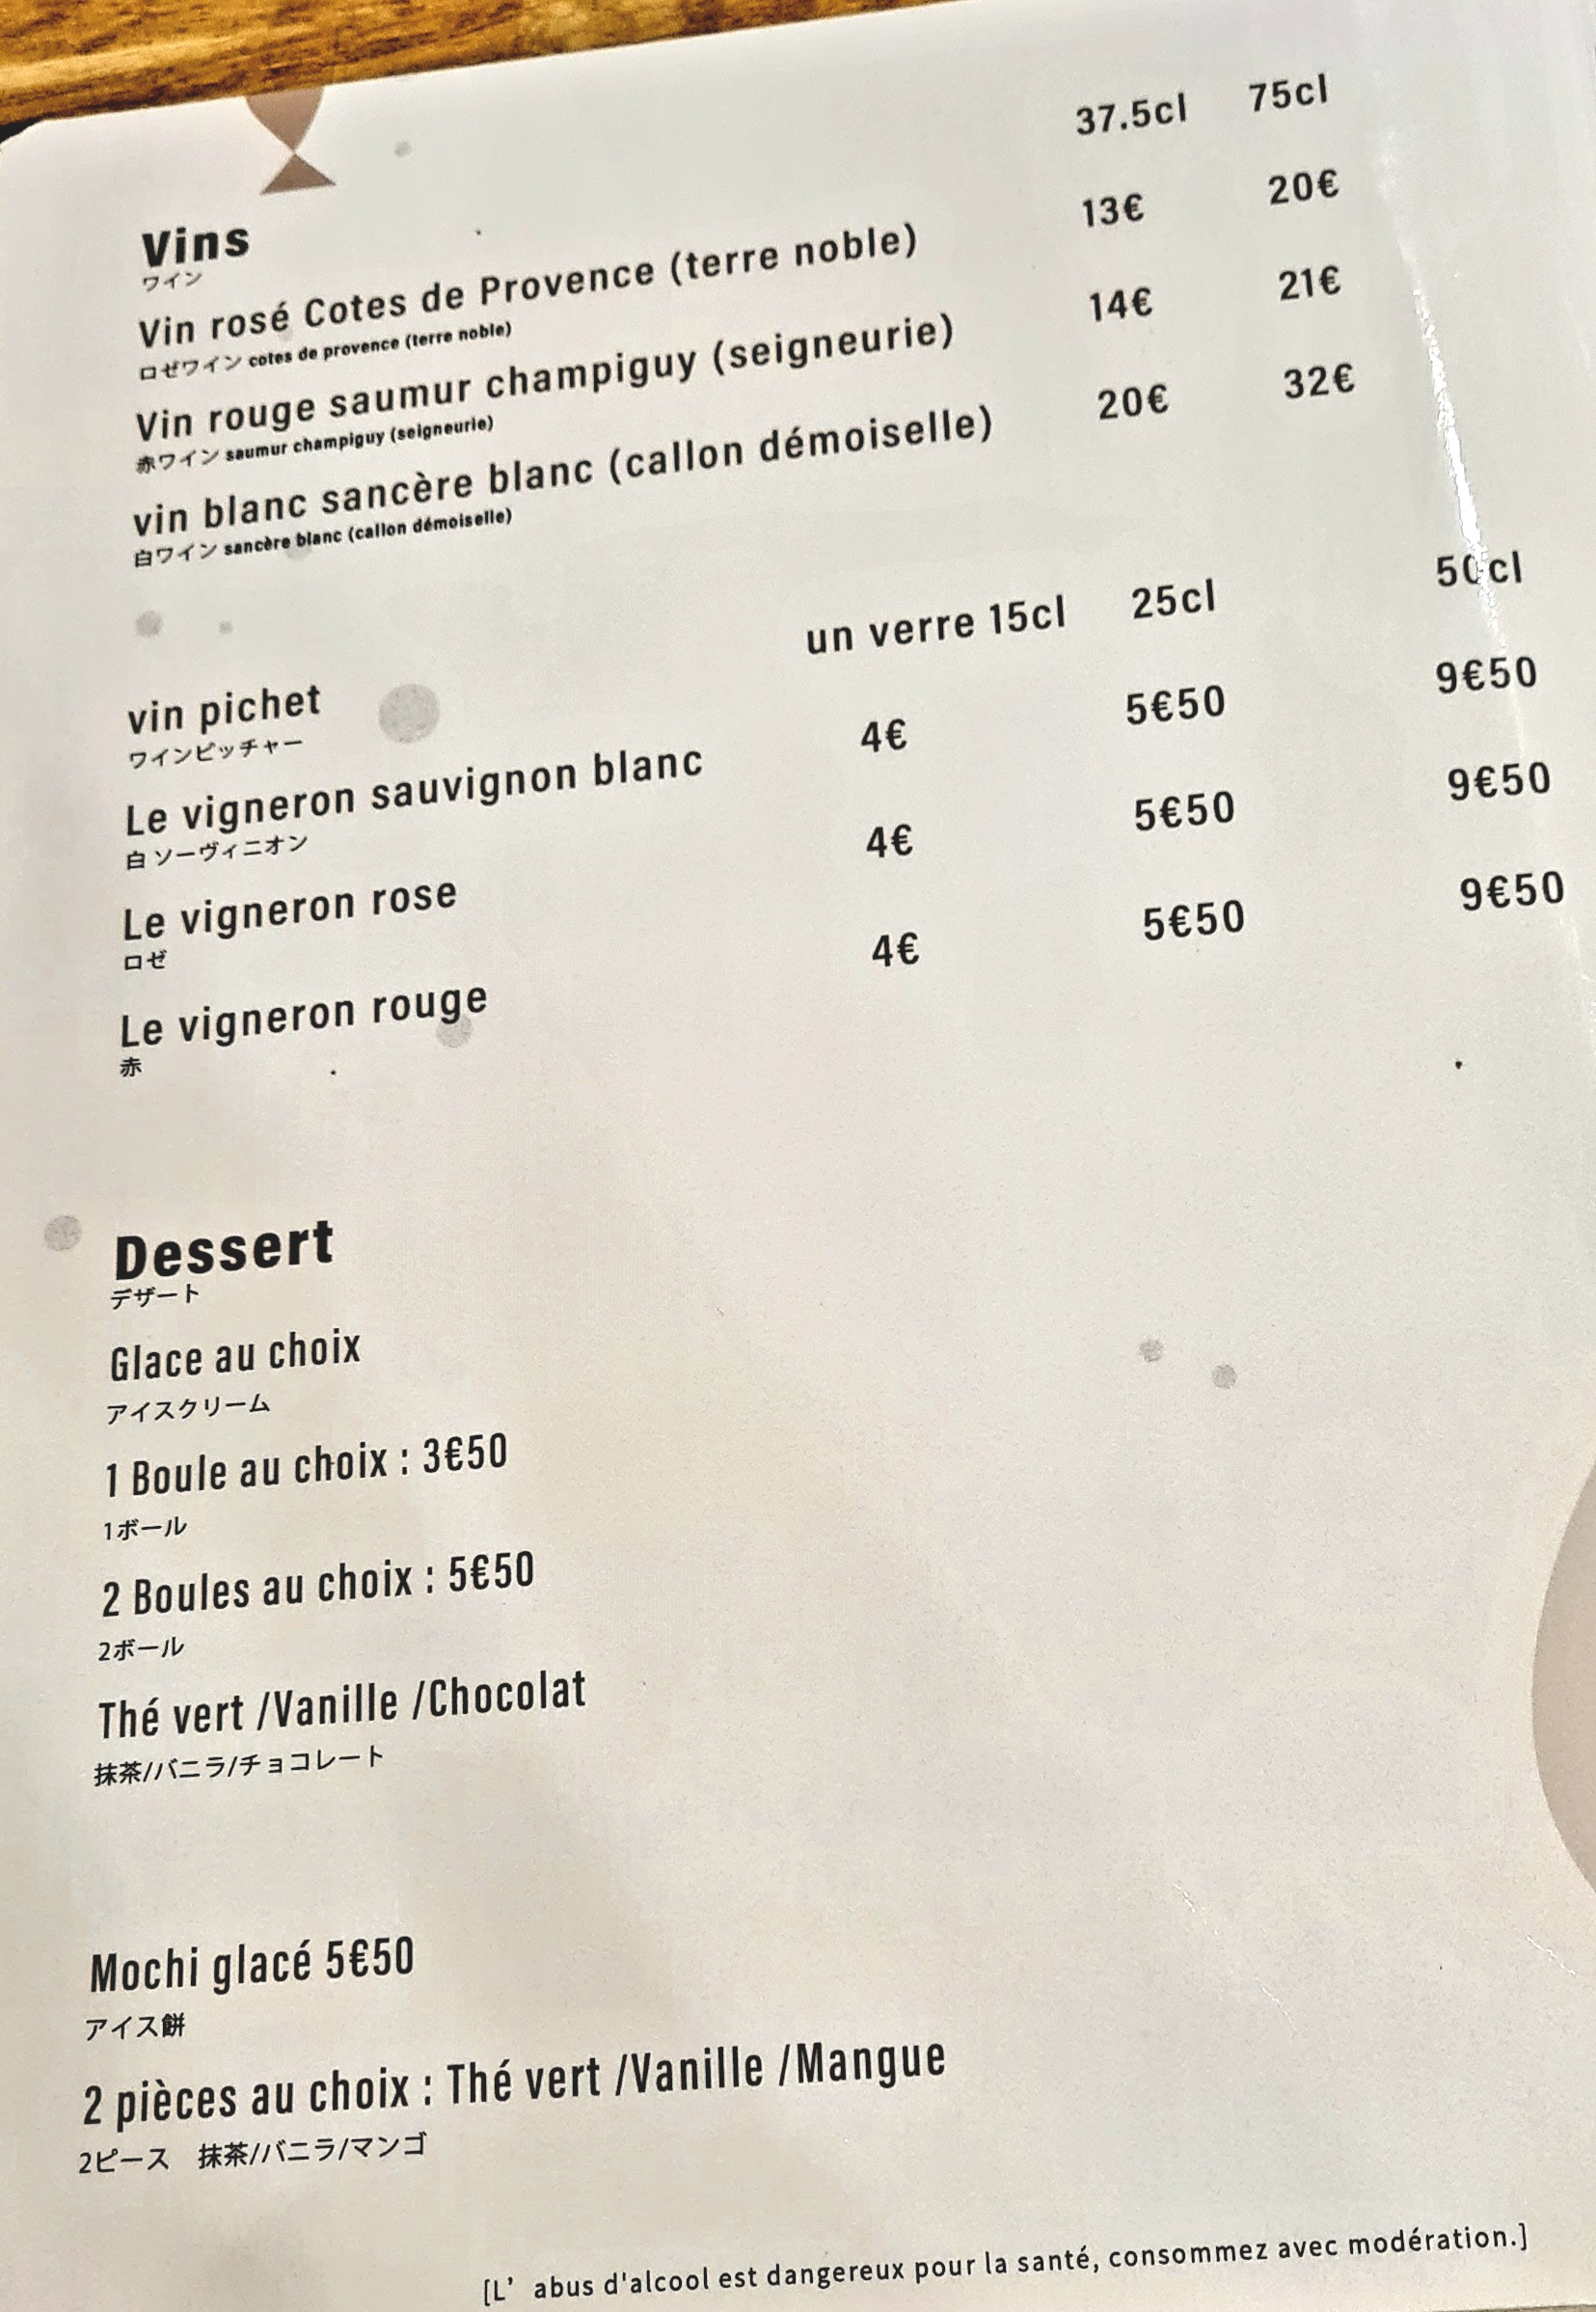 37.5cl 75cl
Vins
ワイン
Vin rosé Cotes de Provence (terre noble) 13€ 20€
ロゼワイン cotes de provence (terre noble)
Vin rouge saumur champiguy (seigneurie) 14€ 21€
赤ワイン saumur champiguy (seigneurie)
vin blanc sancère blanc (callon démoiselle) 20€ 32€
白ワイン sancère blanc (callon démoiselle)
un verre 15cl 25cl 50cl
vin pichet
ワインピッチャー
Le vigneron sauvignon blanc 4€ 5€50 9€50
白 ソーヴィニオン
Le vigneron rose 4€ 5€50 9€50
ロゼ
Le vigneron rouge 4€ 5€50 9€50
赤
Dessert
デザート
Glace au choix
アイスクリーム
1 Boule au choix : 3€50
1ボール
2 Boules au choix : 5€50
2ボール
Thé vert /Vanille /Chocolat
抹茶/バニラ/チョコレート
Mochi glacé 5€50
アイス餅
2 pièces au choix : Thé vert /Vanille /Mangue
2ピース 抹茶/バニラ/マンゴ
[L’ abus d'alcool est dangereux pour la santé, consommez avec modération.]